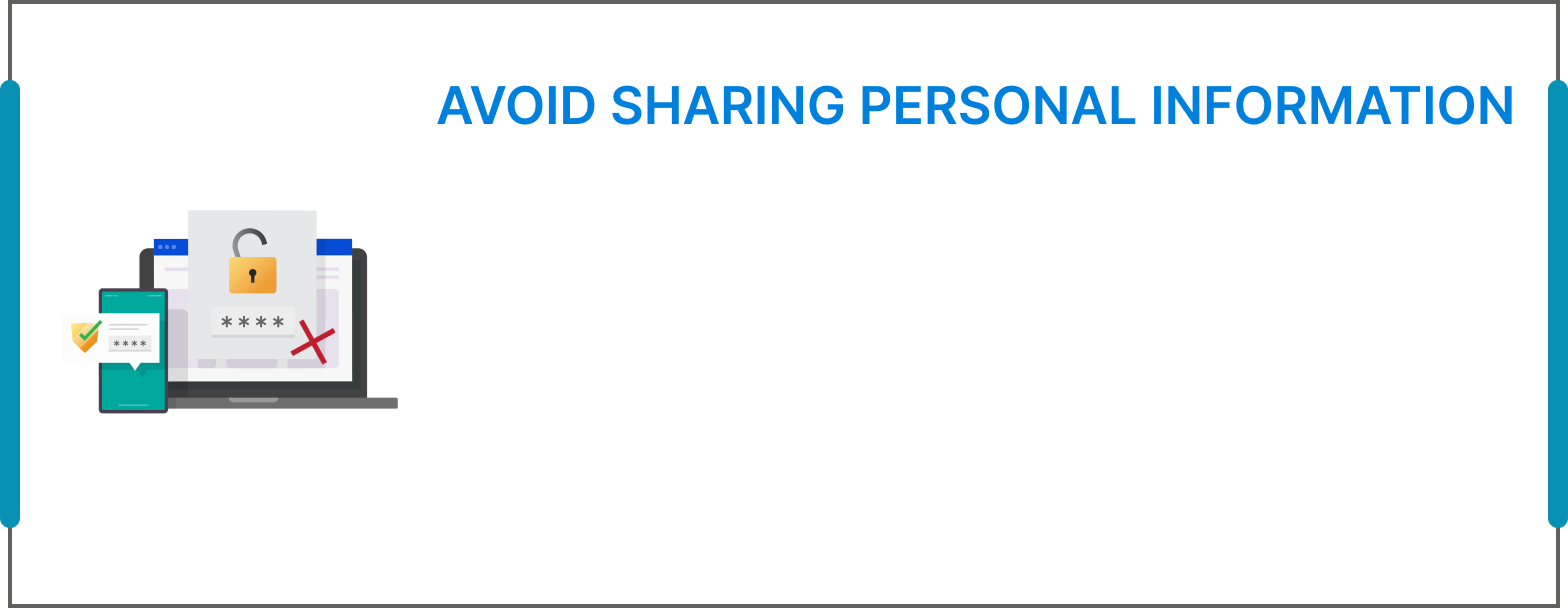 AVOID SHARING PERSONAL INFORMATION
****
****